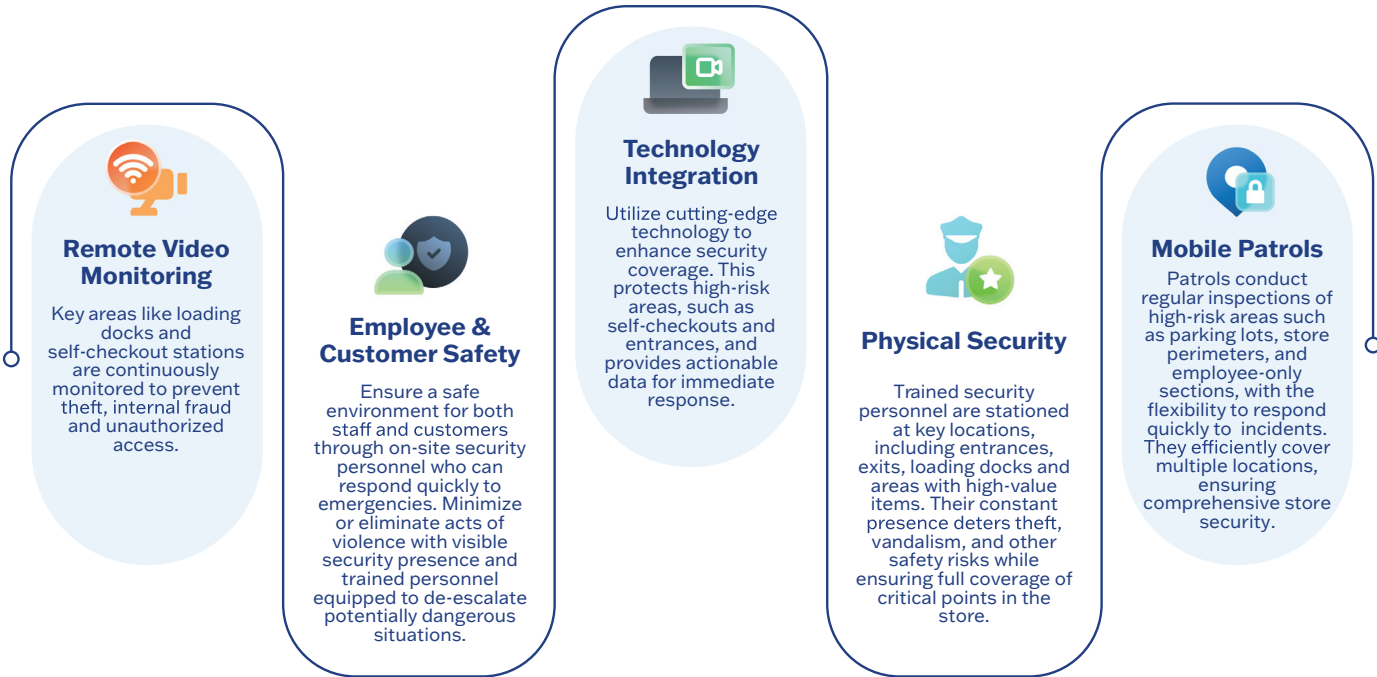 Remote Video
Monitoring
Key areas like loading
docks and
self-checkout stations
are continuously
monitored to prevent
theft, internal fraud
and unauthorized
access.
Employee &
Customer Safety
Ensure a safe
environment for both
staff and customers
through on-site security
personnel who can
respond quickly to
emergencies. Minimize
or eliminate acts of
violence with visible
security presence and
trained personnel
equipped to de-escalate
potentially dangerous
situations.
Technology
Integration
Utilize cutting-edge
technology to
enhance security
coverage. This
protects high-risk
areas, such as
self-checkouts and
entrances, and
provides actionable
data for immediate
response.
Physical Security
Trained security
personnel are stationed
at key locations,
including entrances,
exits, loading docks and
areas with high-value
items. Their constant
presence deters theft,
vandalism, and other
safety risks while
ensuring full coverage of
critical points in the
store.
Mobile Patrols
Patrols conduct
regular inspections of
high-risk areas such
as parking lots, store
perimeters, and
employee-only
sections, with the
flexibility to respond
quickly to  incidents.
They efficiently cover
multiple locations,
ensuring
comprehensive store
security.